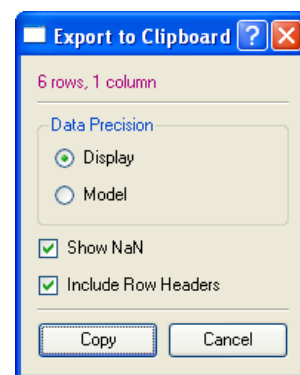 Export to Clipboard ?
6 rows, 1 column
Data Precision
Display
Model
Show NaN
Include Row Headers
Copy Cancel